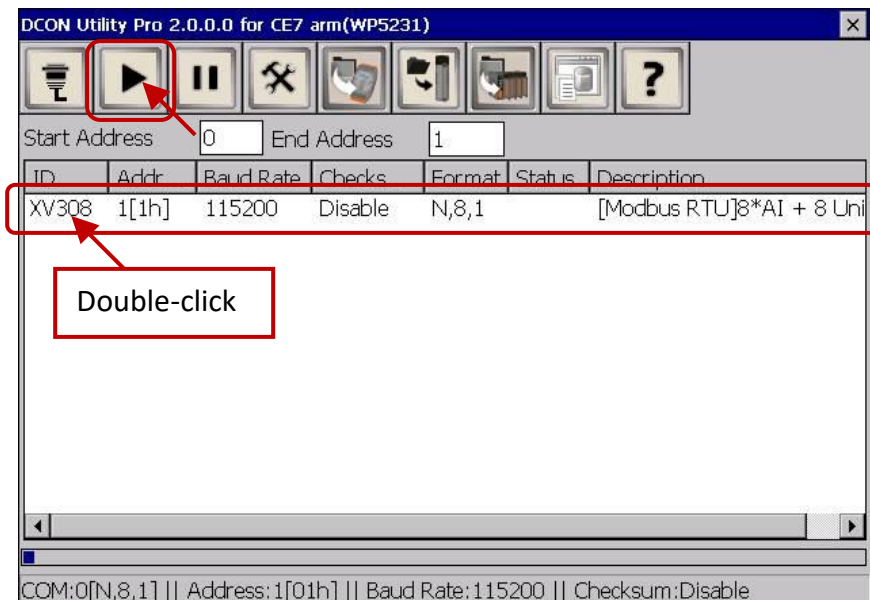 DCON Utility Pro 2.0.0.0 for CE7 arm(WP5231)
?
Start Address 0 End Address 1
ID Addr Baud Rate Checks Format Status Description
XV308 1[1h] 115200 Disable N,8,1 [Modbus RTU]8*AI + 8 Uni
Double-click
COM:0[N,8,1] || Address:1[01h] || Baud Rate:115200 || Checksum:Disable